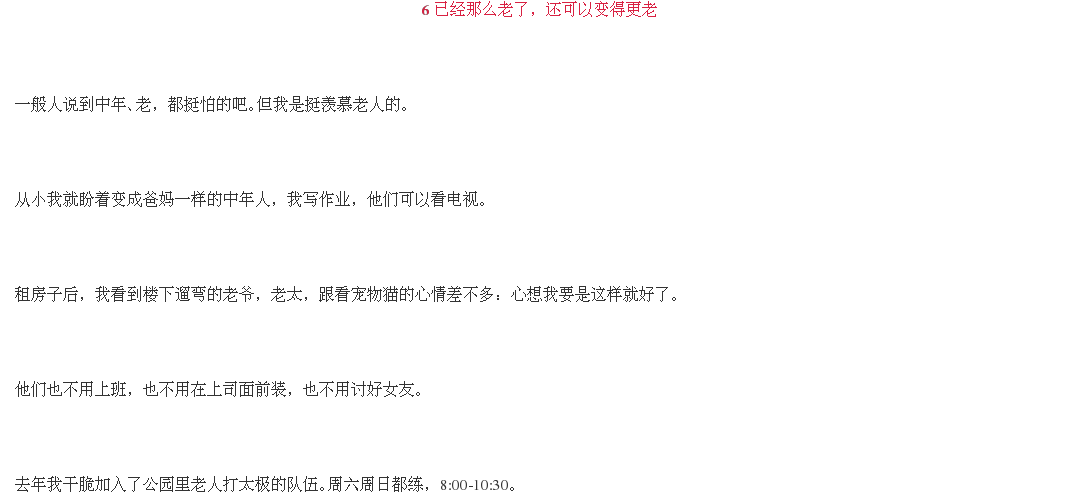 6 已经那么老了，还可以变得更老
一般人说到中年、老，都挺怕的吧。但我是挺羡慕老人的。
从小我就盼着变成爸妈一样的中年人，我写作业，他们可以看电视。
租房子后，我看到楼下遛弯的老爷，老太，跟看宠物猫的心情差不多：心想我要是这样就好了。
他们也不用上班，也不用在上司面前装，也不用讨好女友。
去年我干脆加入了公园里老人打太极的队伍。周六周日都练，8:00-10:30。